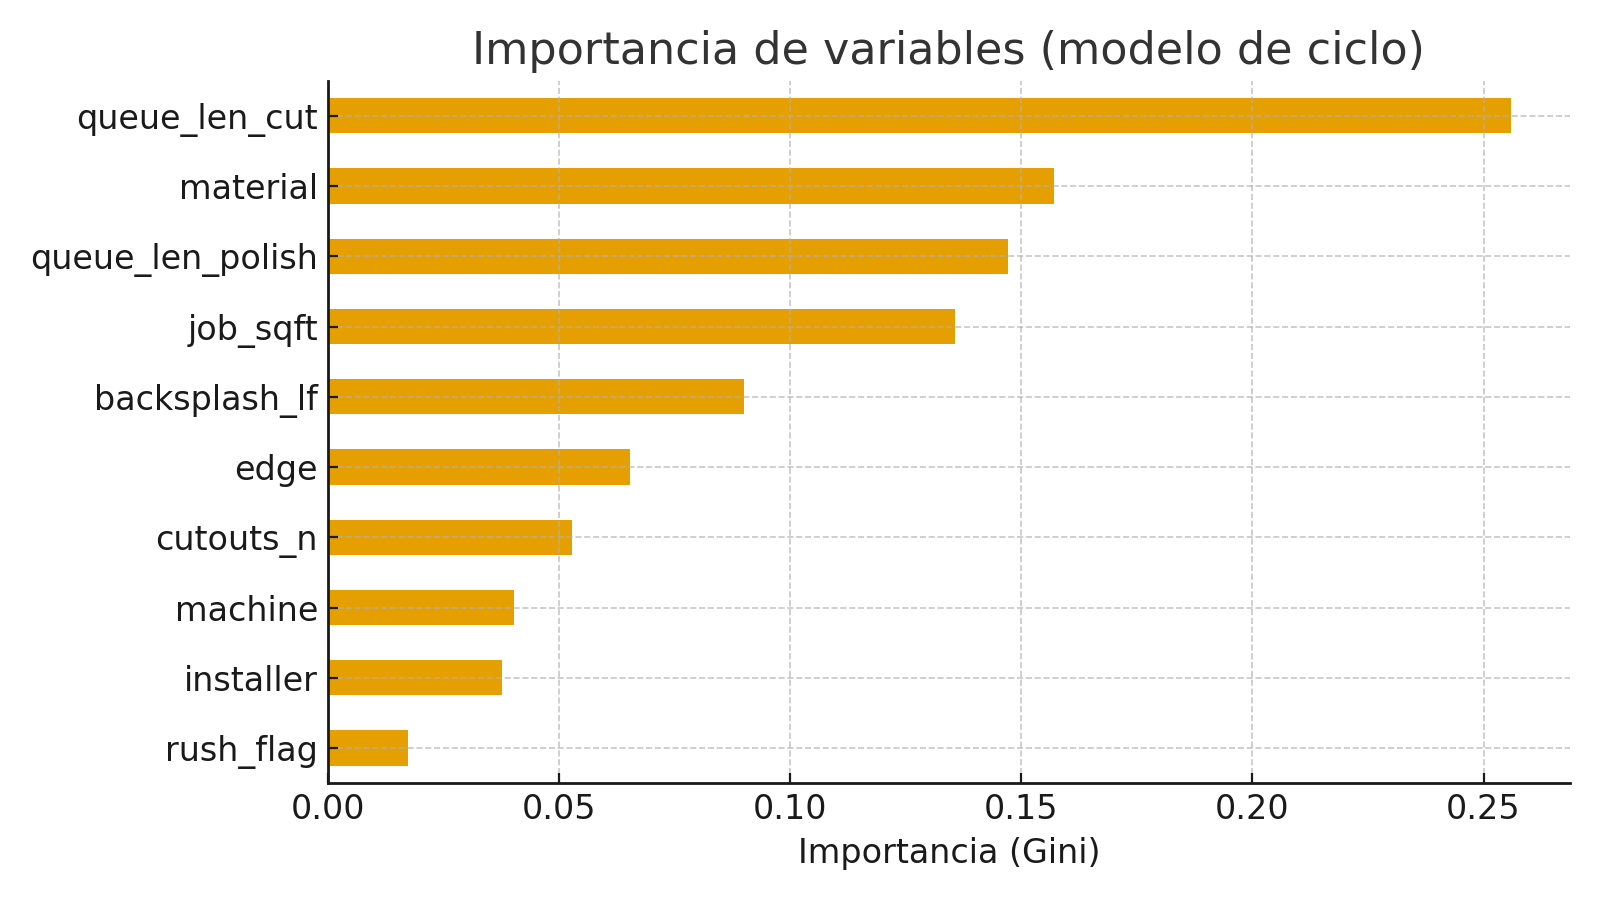 Importancia de variables (modelo de ciclo)
queue_len_cut
material
queue_len_polish
job_sqft
backsplash_lf
edge
cutouts_n
machine
installer
rush_flag
0.00 0.05 0.10 0.15 0.20 0.25
Importancia (Gini)